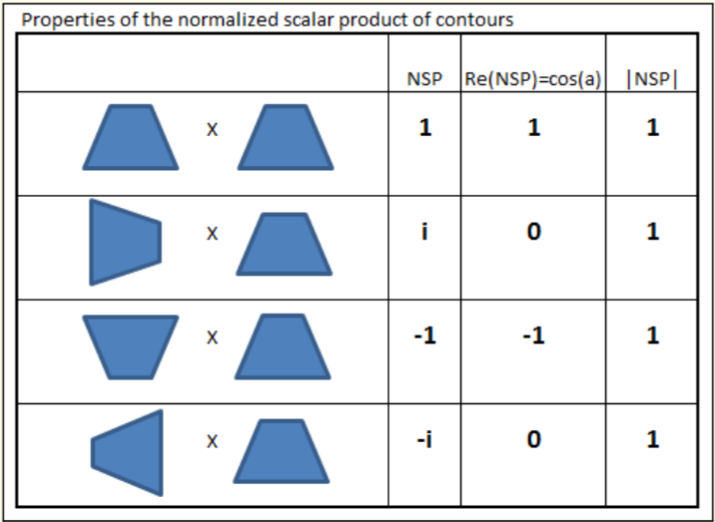 Properties of the normalized scalar product of contours
NSP Re(NSP)=cos(a) |NSP|
x 1 1 1
x i 0 1
x -1 -1 1
x -i 0 1